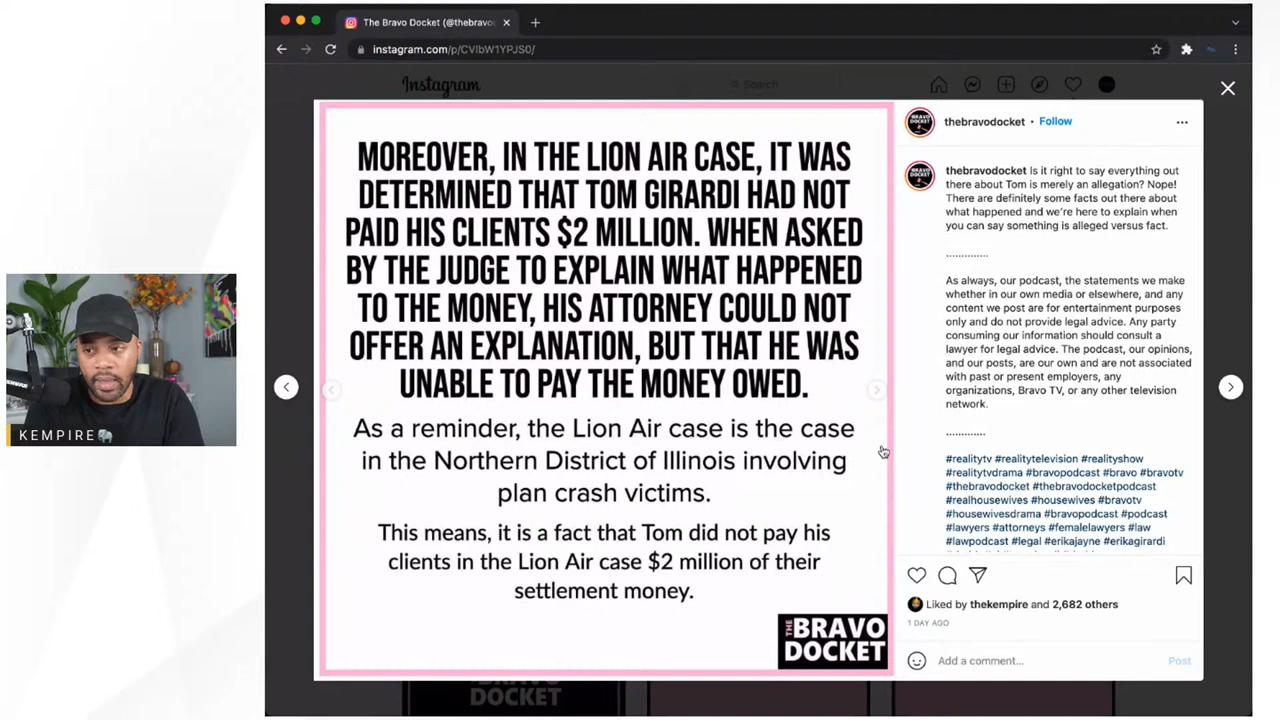 The Bravo Docket (@thebravo
instagram.com/p/CVIbW1YPJS0/
Instagram
Search
MOREOVER, IN THE LION AIR CASE, IT WAS
DETERMINED THAT TOM GIRARDI HAD NOT
PAID HIS CLIENTS $2 MILLION. WHEN ASKED
BY THE JUDGE TO EXPLAIN WHAT HAPPENED
TO THE MONEY, HIS ATTORNEY COULD NOT
OFFER AN EXPLANATION, BUT THAT HE WAS
UNABLE TO PAY THE MONEY OWED.
As a reminder, the Lion Air case is the case
in the Northern District of Illinois involving
plan crash victims.
This means, it is a fact that Tom did not pay his
clients in the Lion Air case $2 million of their
settlement money.
THE BRAVO
DOCKET
thebravodocket • Follow
thebravodocket Is it right to say everything out
there about Tom is merely an allegation? Nope!
There are definitely some facts out there about
what happened and we're here to explain when
you can say something is alleged versus fact.
.............
As always, our podcast, the statements we make
whether in our own media or elsewhere, and any
content we post are for entertainment purposes
only and do not provide legal advice. Any party
consuming our information should consult a
lawyer for legal advice. The podcast, our opinions,
and our posts, are our own and are not associated
with past or present employers, any
organizations, Bravo TV, or any other television
network.
.............
#realitytv #realitytelevision #realityshow
#realitytvdrama #bravopodcast #bravo #bravotv
#thebravodocket #thebravodocketpodcast
#realhousewives #housewives #bravotv
#housewivesdrama #bravopodcast #podcast
#lawyers #attorneys #femalelawyers #law
#lawpodcast #legal #erikajayne #erikagirardi
Liked by thekempire and 2,682 others
1 DAY AGO
Add a comment...
Post
KEMPIRE
DOCKET